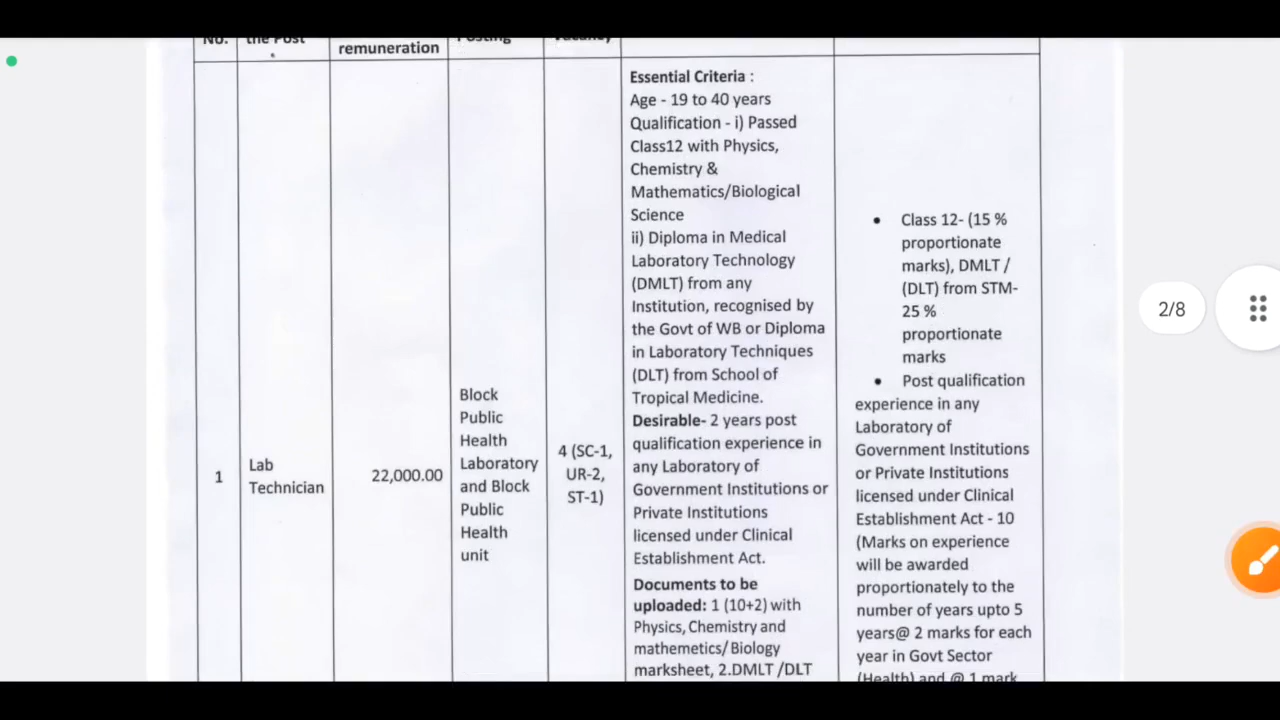 No.
the Post
remuneration
Posting
vacancy
1
Lab
Technician
22,000.00
Block
Public
Health
Laboratory
and Block
Public
Health
unit
4 (SC-1,
UR-2,
ST-1)
Essential Criteria :
Age - 19 to 40 years
Qualification - i) Passed
Class12 with Physics,
Chemistry &
Mathematics/Biological
Science
ii) Diploma in Medical
Laboratory Technology
(DMLT) from any
Institution, recognised by
the Govt of WB or Diploma
in Laboratory Techniques
(DLT) from School of
Tropical Medicine.
Desirable- 2 years post
qualification experience in
any Laboratory of
Government Institutions or
Private Institutions
licensed under Clinical
Establishment Act.
Documents to be
uploaded: 1 (10+2) with
Physics, Chemistry and
mathemetics/ Biology
marksheet, 2.DMLT /DLT
• Class 12- (15 %
proportionate
marks), DMLT /
(DLT) from STM-
25 %
proportionate
marks
• Post qualification
experience in any
Laboratory of
Government Institutions
or Private Institutions
licensed under Clinical
Establishment Act - 10
(Marks on experience
will be awarded
proportionately to the
number of years upto 5
years@ 2 marks for each
year in Govt Sector
(Health) and @ 1 mark
2/8